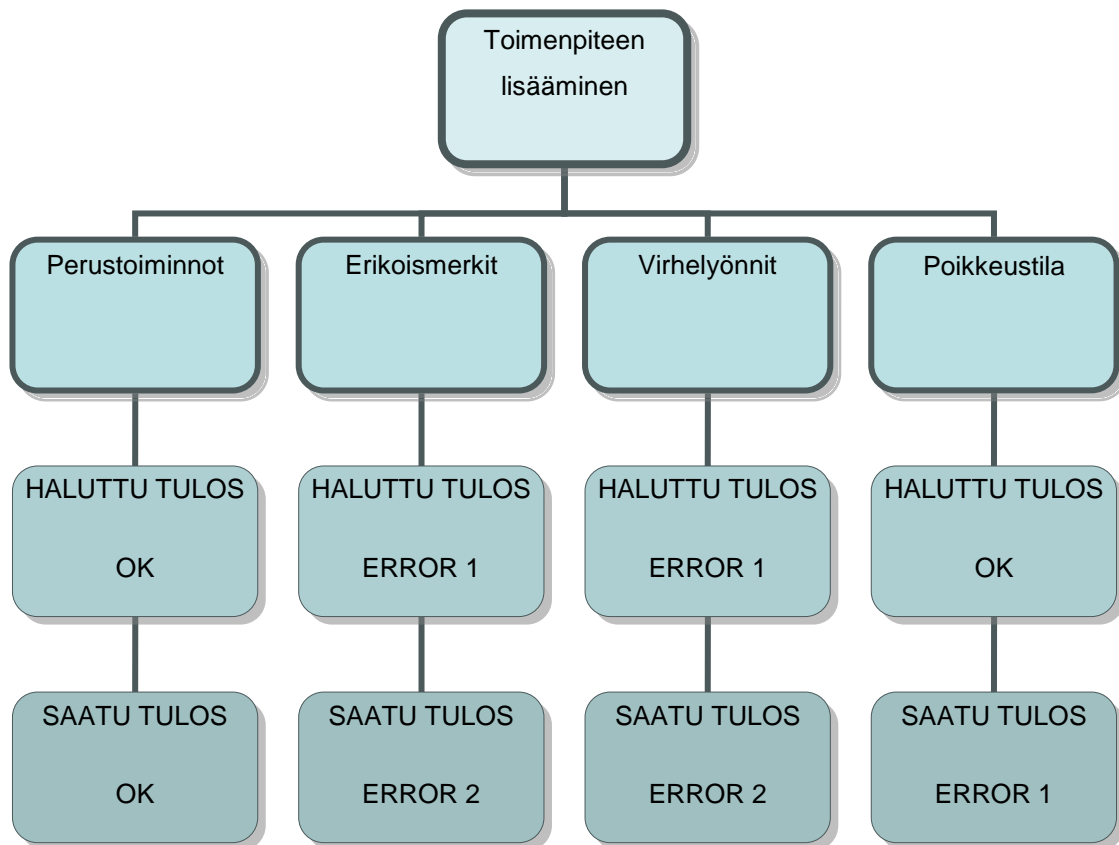 Toimenpiteen
lisääminen
Perustoiminnot
Erikoismerkit
Virhelyönnit
Poikkeustila
HALUTTU TULOS
OK
HALUTTU TULOS
ERROR 1
HALUTTU TULOS
ERROR 1
HALUTTU TULOS
OK
SAATU TULOS
OK
SAATU TULOS
ERROR 2
SAATU TULOS
ERROR 2
SAATU TULOS
ERROR 1